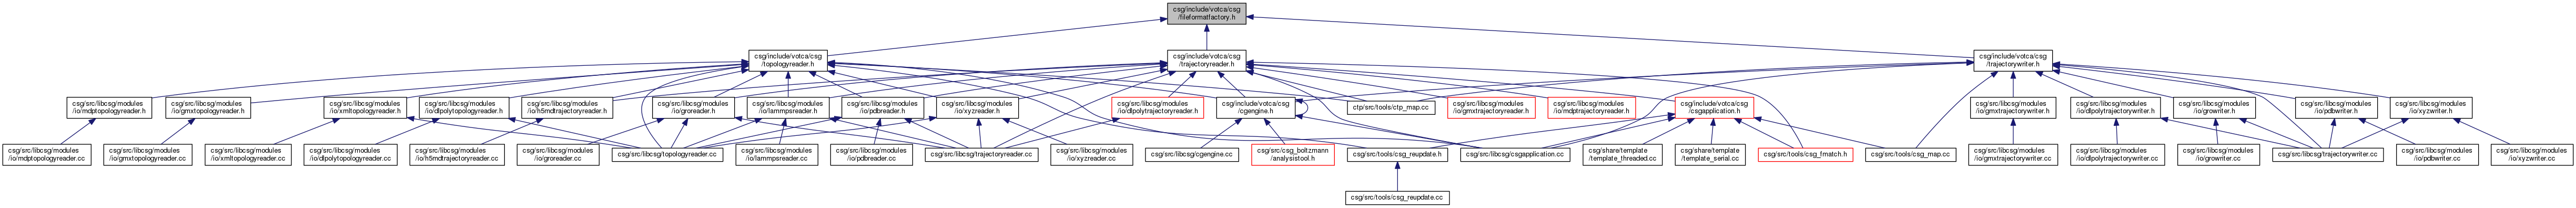 csg/include/votca/csg
/fileformatfactory.h
csg/include/votca/csg
/topologyreader.h
csg/include/votca/csg
/trajectoryreader.h
csg/include/votca/csg
/trajectorywriter.h
csg/src/libcsg/modules
/io/mdptopologyreader.h
csg/src/libcsg/modules
/io/gmxtopologyreader.h
csg/src/libcsg/modules
/io/xmltopologyreader.h
csg/src/libcsg/modules
/io/dlpolytopologyreader.h
csg/src/libcsg/modules
/io/h5mdtrajectoryreader.h
csg/src/libcsg/modules
/io/groreader.h
csg/src/libcsg/modules
/io/lammpsreader.h
csg/src/libcsg/modules
/io/pdbreader.h
csg/src/libcsg/modules
/io/xyzreader.h
csg/src/libcsg/modules
/io/dlpolytrajectoryreader.h
csg/include/votca/csg
/cgengine.h
ctp/src/tools/ctp_map.cc
csg/src/libcsg/modules
/io/gmxtrajectoryreader.h
csg/src/libcsg/modules
/io/mdptrajectoryreader.h
csg/include/votca/csg
/csgapplication.h
csg/src/libcsg/modules
/io/gmxtrajectorywriter.h
csg/src/libcsg/modules
/io/dlpolytrajectorywriter.h
csg/src/libcsg/modules
/io/growriter.h
csg/src/libcsg/modules
/io/pdbwriter.h
csg/src/libcsg/modules
/io/xyzwriter.h
csg/src/libcsg/modules
/io/mdptopologyreader.cc
csg/src/libcsg/modules
/io/gmxtopologyreader.cc
csg/src/libcsg/modules
/io/xmltopologyreader.cc
csg/src/libcsg/modules
/io/dlpolytopologyreader.cc
csg/src/libcsg/modules
/io/h5mdtrajectoryreader.cc
csg/src/libcsg/modules
/io/groreader.cc
csg/src/libcsg/topologyreader.cc
csg/src/libcsg/modules
/io/lammpsreader.cc
csg/src/libcsg/modules
/io/pdbreader.cc
csg/src/libcsg/trajectoryreader.cc
csg/src/libcsg/modules
/io/xyzreader.cc
csg/src/libcsg/cgengine.cc
csg/src/csg_boltzmann
/analysistool.h
csg/src/tools/csg_reupdate.h
csg/src/libcsg/csgapplication.cc
csg/share/template
/template_threaded.cc
csg/share/template
/template_serial.cc
csg/src/tools/csg_fmatch.h
csg/src/tools/csg_map.cc
csg/src/libcsg/modules
/io/gmxtrajectorywriter.cc
csg/src/libcsg/modules
/io/dlpolytrajectorywriter.cc
csg/src/libcsg/modules
/io/growriter.cc
csg/src/libcsg/trajectorywriter.cc
csg/src/libcsg/modules
/io/pdbwriter.cc
csg/src/libcsg/modules
/io/xyzwriter.cc
csg/src/tools/csg_reupdate.cc